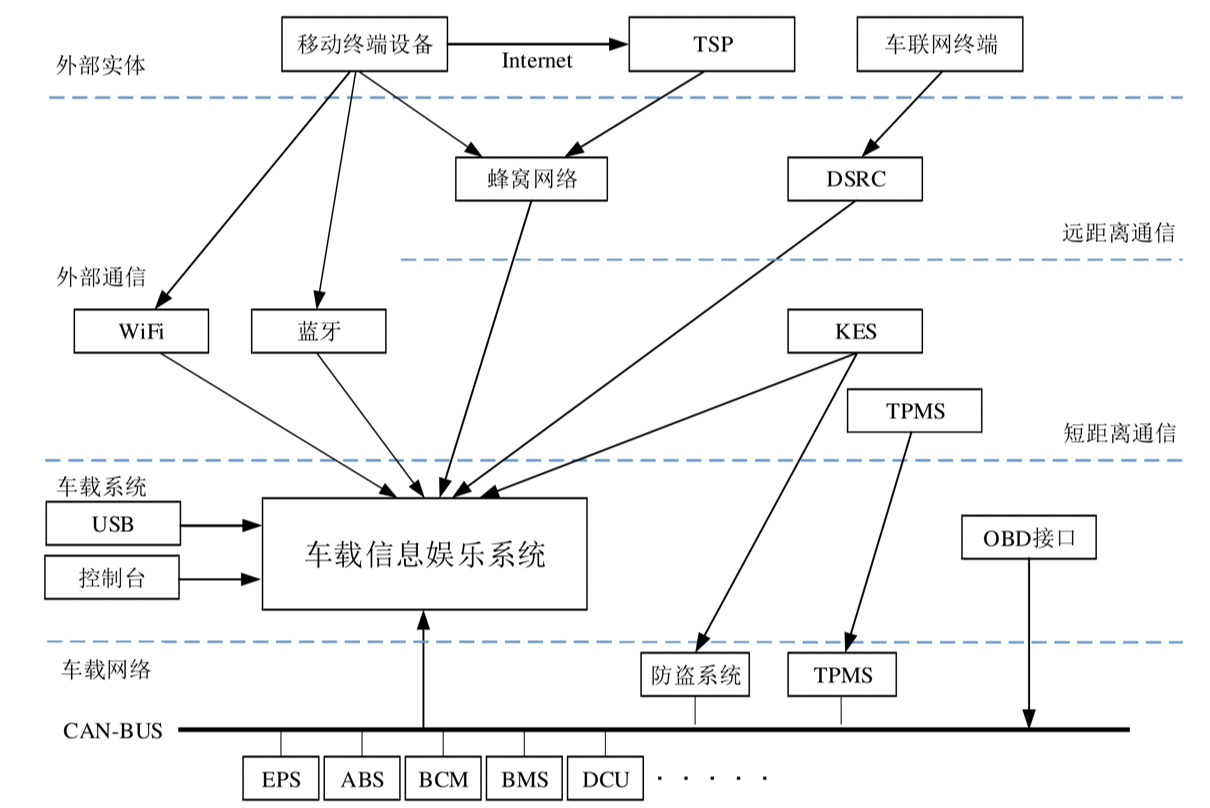 移动终端设备
TSP
车联网终端
Internet
外部实体
蜂窝网络
DSRC
远距离通信
外部通信
WiFi
蓝牙
KES
TPMS
短距离通信
车载系统
USB
控制台
车载信息娱乐系统
OBD接口
车载网络
防盗系统
TPMS
CAN-BUS
EPS
ABS
BCM
BMS
DCU
· · · · ·